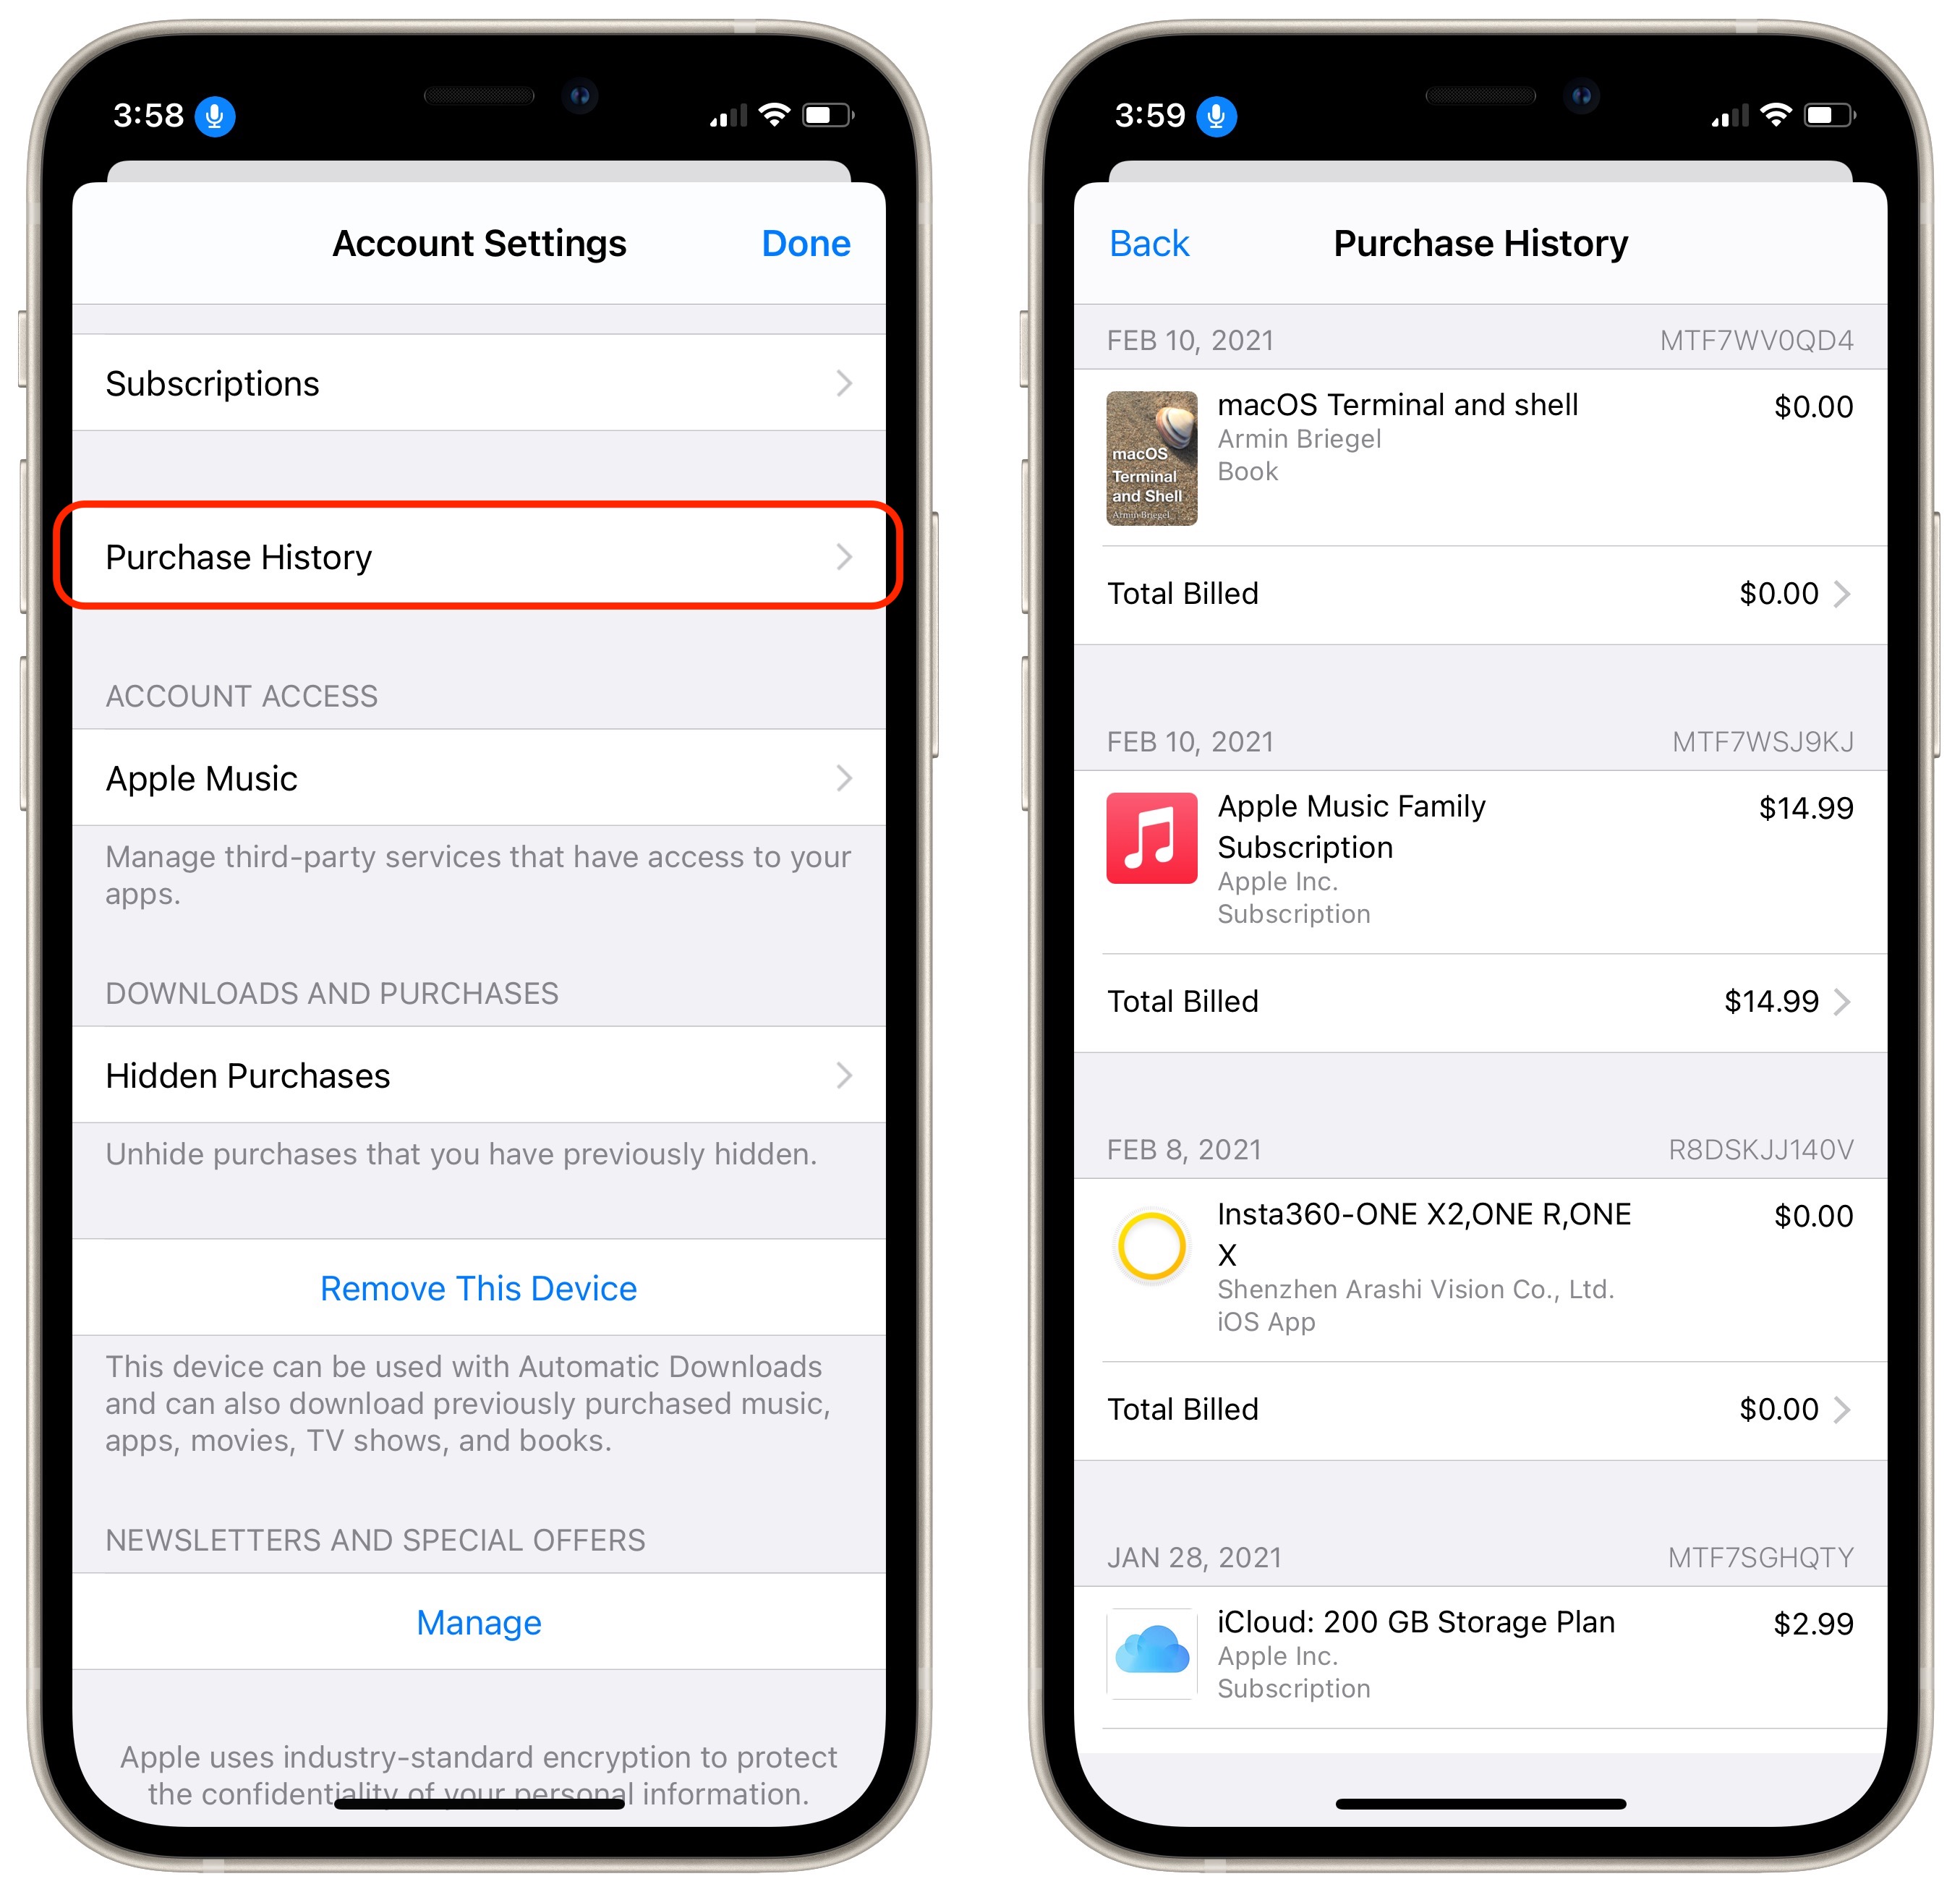 3:58
Account Settings
Done
Subscriptions
Purchase History
ACCOUNT ACCESS
Apple Music
Manage third-party services that have access to your
apps.
DOWNLOADS AND PURCHASES
Hidden Purchases
Unhide purchases that you have previously hidden.
Remove This Device
This device can be used with Automatic Downloads
and can also download previously purchased music,
apps, movies, TV shows, and books.
NEWSLETTERS AND SPECIAL OFFERS
Manage
Apple uses industry-standard encryption to protect
the confidentiality of your personal information.
3:59
Back
Purchase History
FEB 10, 2021 MTF7WV0QD4
macOS Terminal and shell $0.00
Armin Briegel
Book
macOS
Terminal
and Shell
Armin Briegel
Total Billed $0.00
FEB 10, 2021 MTF7WSJ9KJ
Apple Music Family $14.99
Subscription
Apple Inc.
Subscription
Total Billed $14.99
FEB 8, 2021 R8DSKJJ140V
Insta360-ONE X2,ONE R,ONE $0.00
X
Shenzhen Arashi Vision Co., Ltd.
iOS App
Total Billed $0.00
JAN 28, 2021 MTF7SGHQTY
iCloud: 200 GB Storage Plan $2.99
Apple Inc.
Subscription